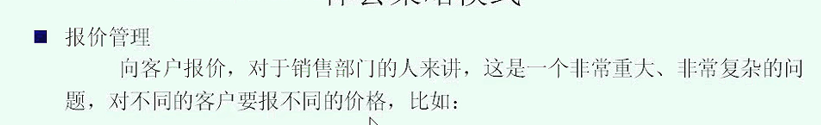 报价管理
向客户报价，对于销售部门的人来讲，这是一个非常重大、非常复杂的问
题，对不同的客户要报不同的价格，比如：